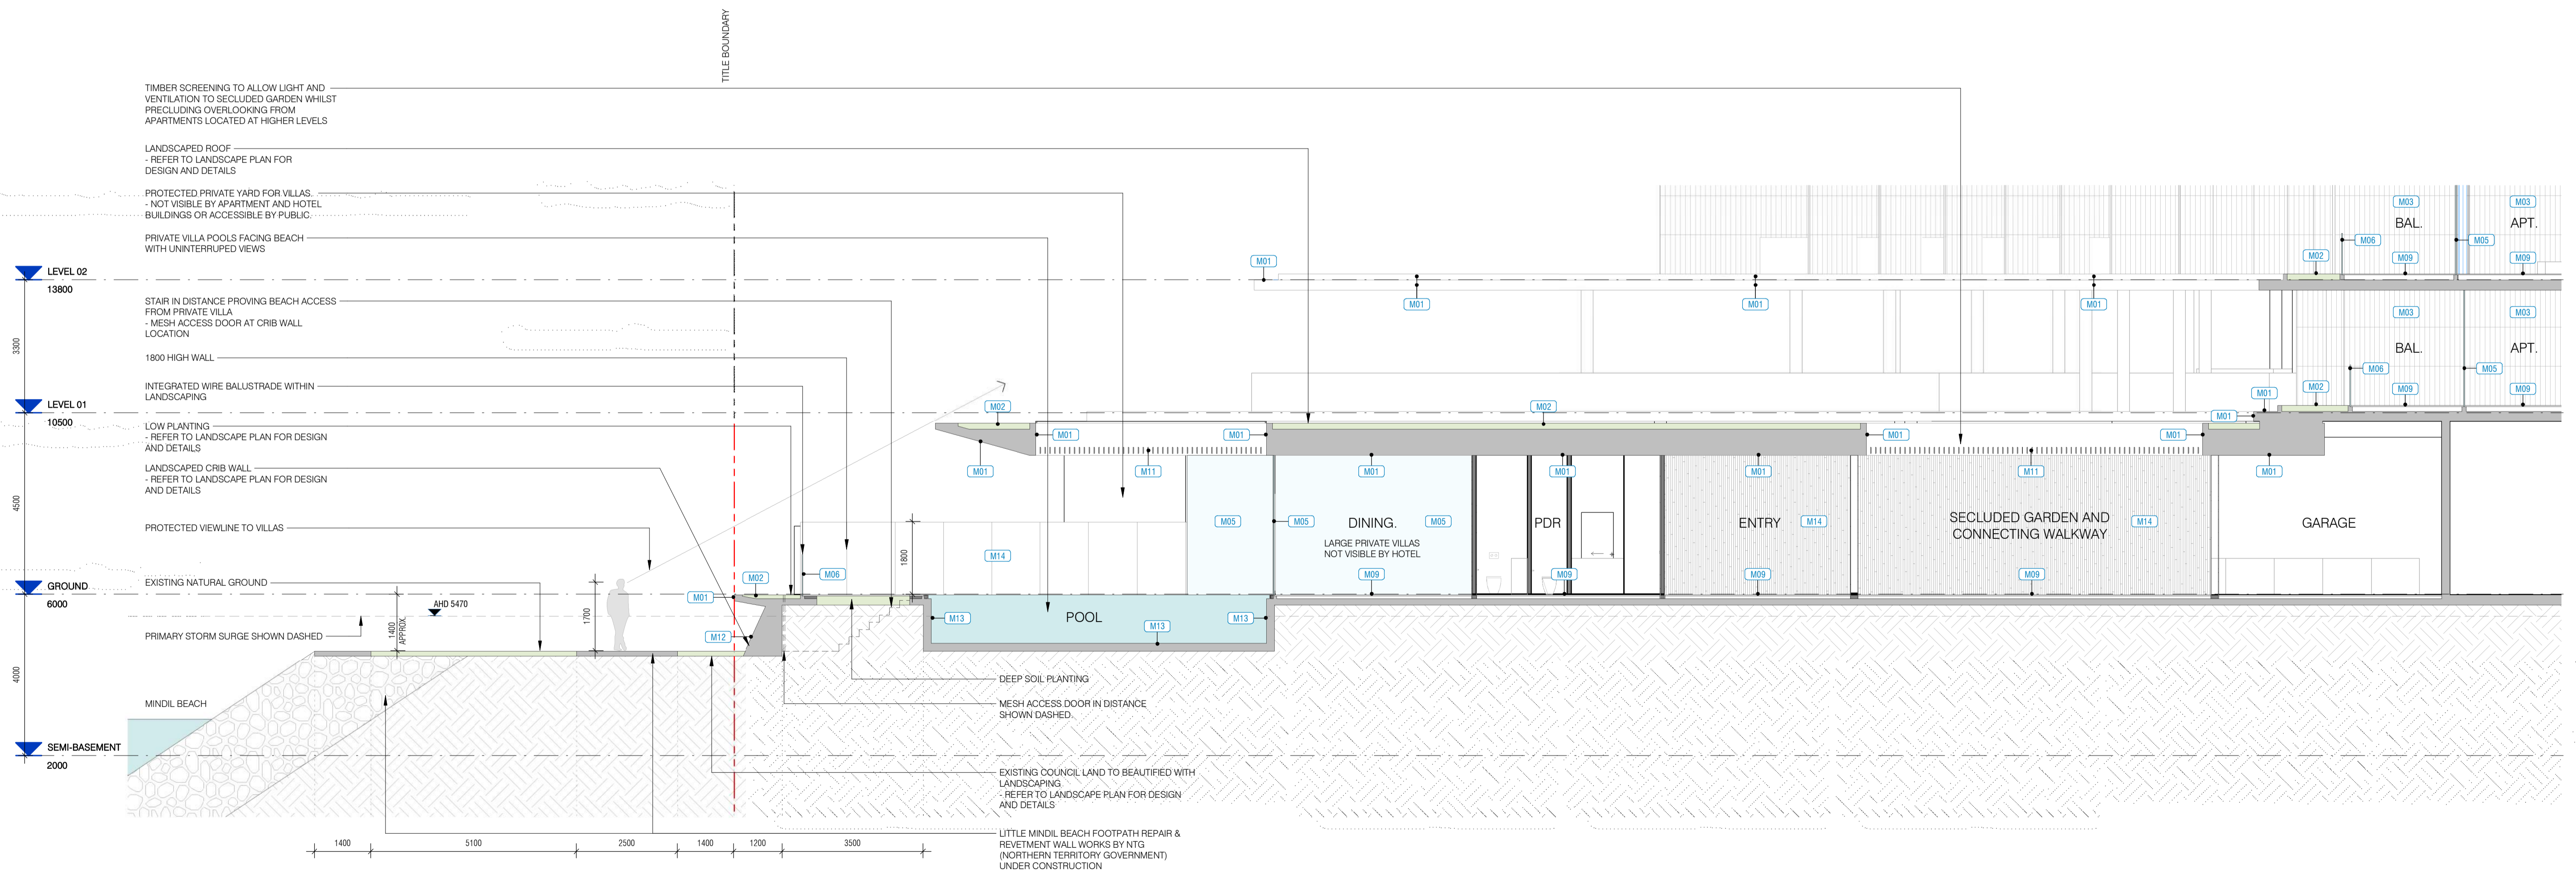 TITLE BOUNDARY
TIMBER SCREENING TO ALLOW LIGHT AND
VENTILATION TO SECLUDED GARDEN WHILST
PRECLUDING OVERLOOKING FROM
APARTMENTS LOCATED AT HIGHER LEVELS
LANDSCAPED ROOF
- REFER TO LANDSCAPE PLAN FOR
DESIGN AND DETAILS
PROTECTED PRIVATE YARD FOR VILLAS.
- NOT VISIBLE BY APARTMENT AND HOTEL
BUILDINGS OR ACCESSIBLE BY PUBLIC.
PRIVATE VILLA POOLS FACING BEACH
WITH UNINTERRUPED VIEWS
STAIR IN DISTANCE PROVING BEACH ACCESS
FROM PRIVATE VILLA
- MESH ACCESS DOOR AT CRIB WALL
LOCATION
1800 HIGH WALL
INTEGRATED WIRE BALUSTRADE WITHIN
LANDSCAPING
LOW PLANTING
- REFER TO LANDSCAPE PLAN FOR DESIGN
AND DETAILS
LANDSCAPED CRIB WALL
- REFER TO LANDSCAPE PLAN FOR DESIGN
AND DETAILS
PROTECTED VIEWLINE TO VILLAS
EXISTING NATURAL GROUND
PRIMARY STORM SURGE SHOWN DASHED
MINDIL BEACH
LEVEL 02
13800
3300
LEVEL 01
10500
4500
GROUND
6000
4000
SEMI-BASEMENT
2000
AHD 5470
1400
APPROX.
1700
1800
M03
M03
BAL.
APT.
M06
M05
M02
M09
M09
M01
M01
M01
M01
M03
M03
BAL.
APT.
M06
M05
M02
M09
M09
M01
M01
M02
M02
M01
M01
M01
M01
M01
M11
M01
M01
M01
M11
M01
M05
M05
DINING.
M05
LARGE PRIVATE VILLAS
NOT VISIBLE BY HOTEL
PDR
ENTRY
M14
SECLUDED GARDEN AND
CONNECTING WALKWAY
M14
GARAGE
M14
M06
M02
M01
M12
M09
M09
M09
M09
POOL
M13
M13
M13
DEEP SOIL PLANTING
MESH ACCESS DOOR IN DISTANCE
SHOWN DASHED.
EXISTING COUNCIL LAND TO BEAUTIFIED WITH
LANDSCAPING
- REFER TO LANDSCAPE PLAN FOR DESIGN
AND DETAILS
LITTLE MINDIL BEACH FOOTPATH REPAIR &
REVETMENT WALL WORKS BY NTG
(NORTHERN TERRITORY GOVERNMENT)
UNDER CONSTRUCTION
1400
5100
2500
1400
1200
3500